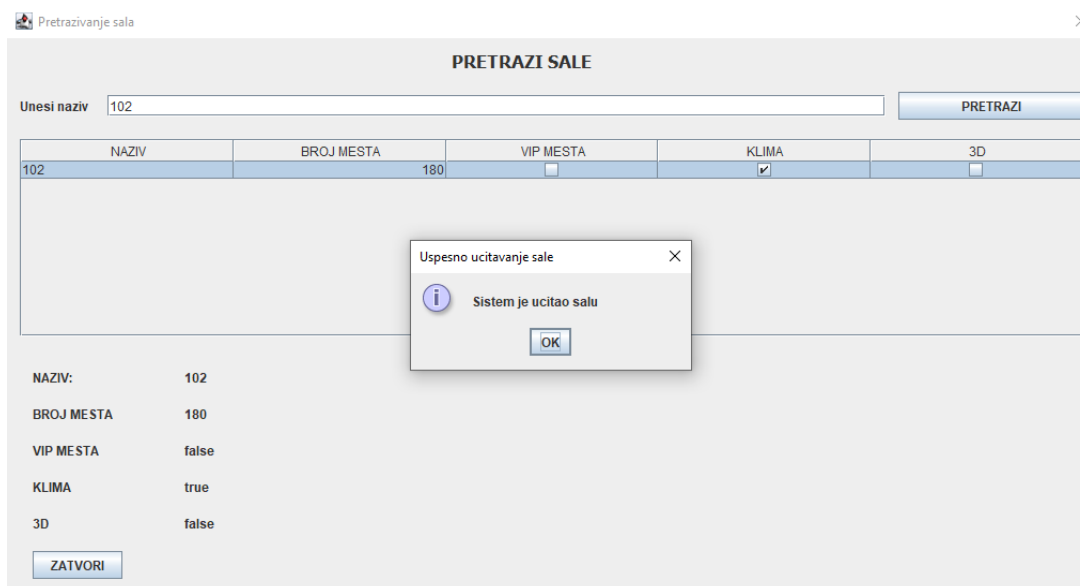 Pretrazivanje sala
PRETRAZI SALE
Unesi naziv 102 PRETRAZI
NAZIV BROJ MESTA VIP MESTA KLIMA 3D
102 180
Uspesno ucitavanje sale
Sistem je ucitao salu
OK
NAZIV: 102
BROJ MESTA 180
VIP MESTA false
KLIMA true
3D false
ZATVORI